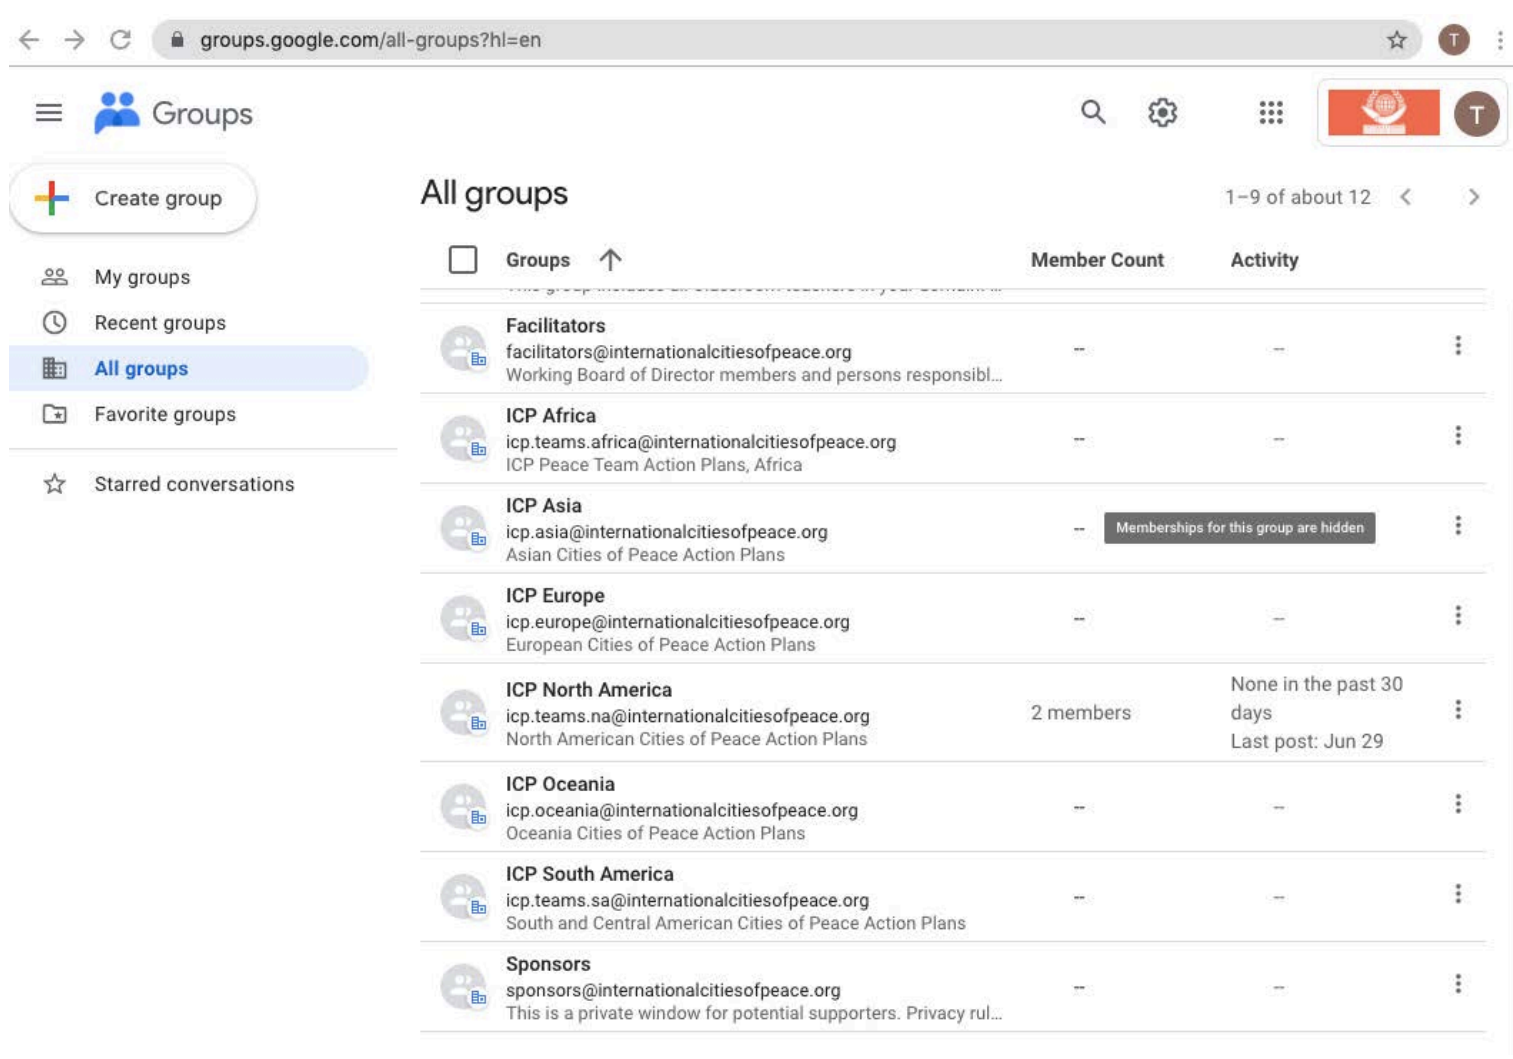 groups.google.com/all-groups?hl=en
T
Groups
T
Create group
All groups
1–9 of about 12
Groups
Member Count
Activity
My groups
Recent groups
All groups
Favorite groups
Starred conversations
Facilitators
facilitators@internationalcitiesofpeace.org
--
--
Working Board of Director members and persons responsibl...
ICP Africa
icp.teams.africa@internationalcitiesofpeace.org
--
--
ICP Peace Team Action Plans, Africa
ICP Asia
icp.asia@internationalcitiesofpeace.org
--
Memberships for this group are hidden
Asian Cities of Peace Action Plans
ICP Europe
icp.europe@internationalcitiesofpeace.org
--
--
European Cities of Peace Action Plans
ICP North America
icp.teams.na@internationalcitiesofpeace.org
North American Cities of Peace Action Plans
2 members
None in the past 30
days
Last post: Jun 29
ICP Oceania
icp.oceania@internationalcitiesofpeace.org
--
--
Oceania Cities of Peace Action Plans
ICP South America
icp.teams.sa@internationalcitiesofpeace.org
--
--
South and Central American Cities of Peace Action Plans
Sponsors
sponsors@internationalcitiesofpeace.org
--
--
This is a private window for potential supporters. Privacy rul...